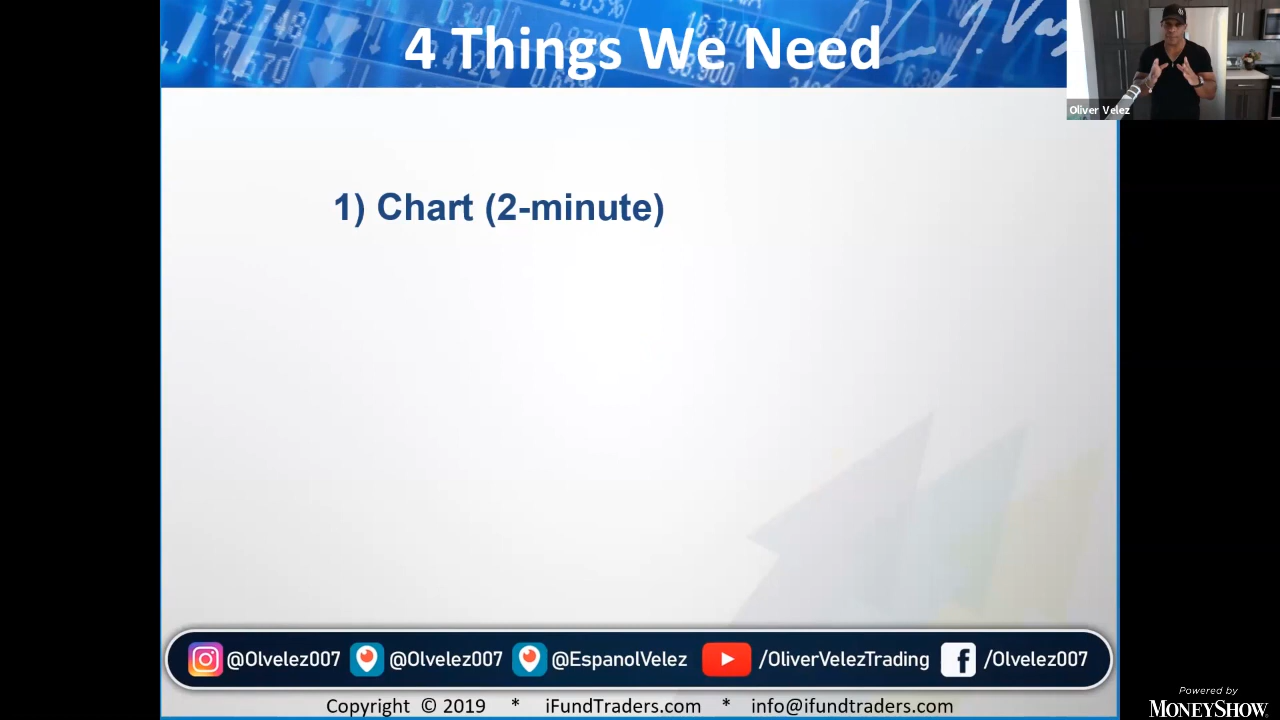 4 Things We Need
Oliver Velez
1) Chart (2-minute)
@Olvelez007 @Olvelez007 @EspanolVelez /OliverVelezTrading /Olvelez007
Copyright © 2019 * iFundTraders.com * info@ifundtraders.com
Powered by
MONEYSHOW